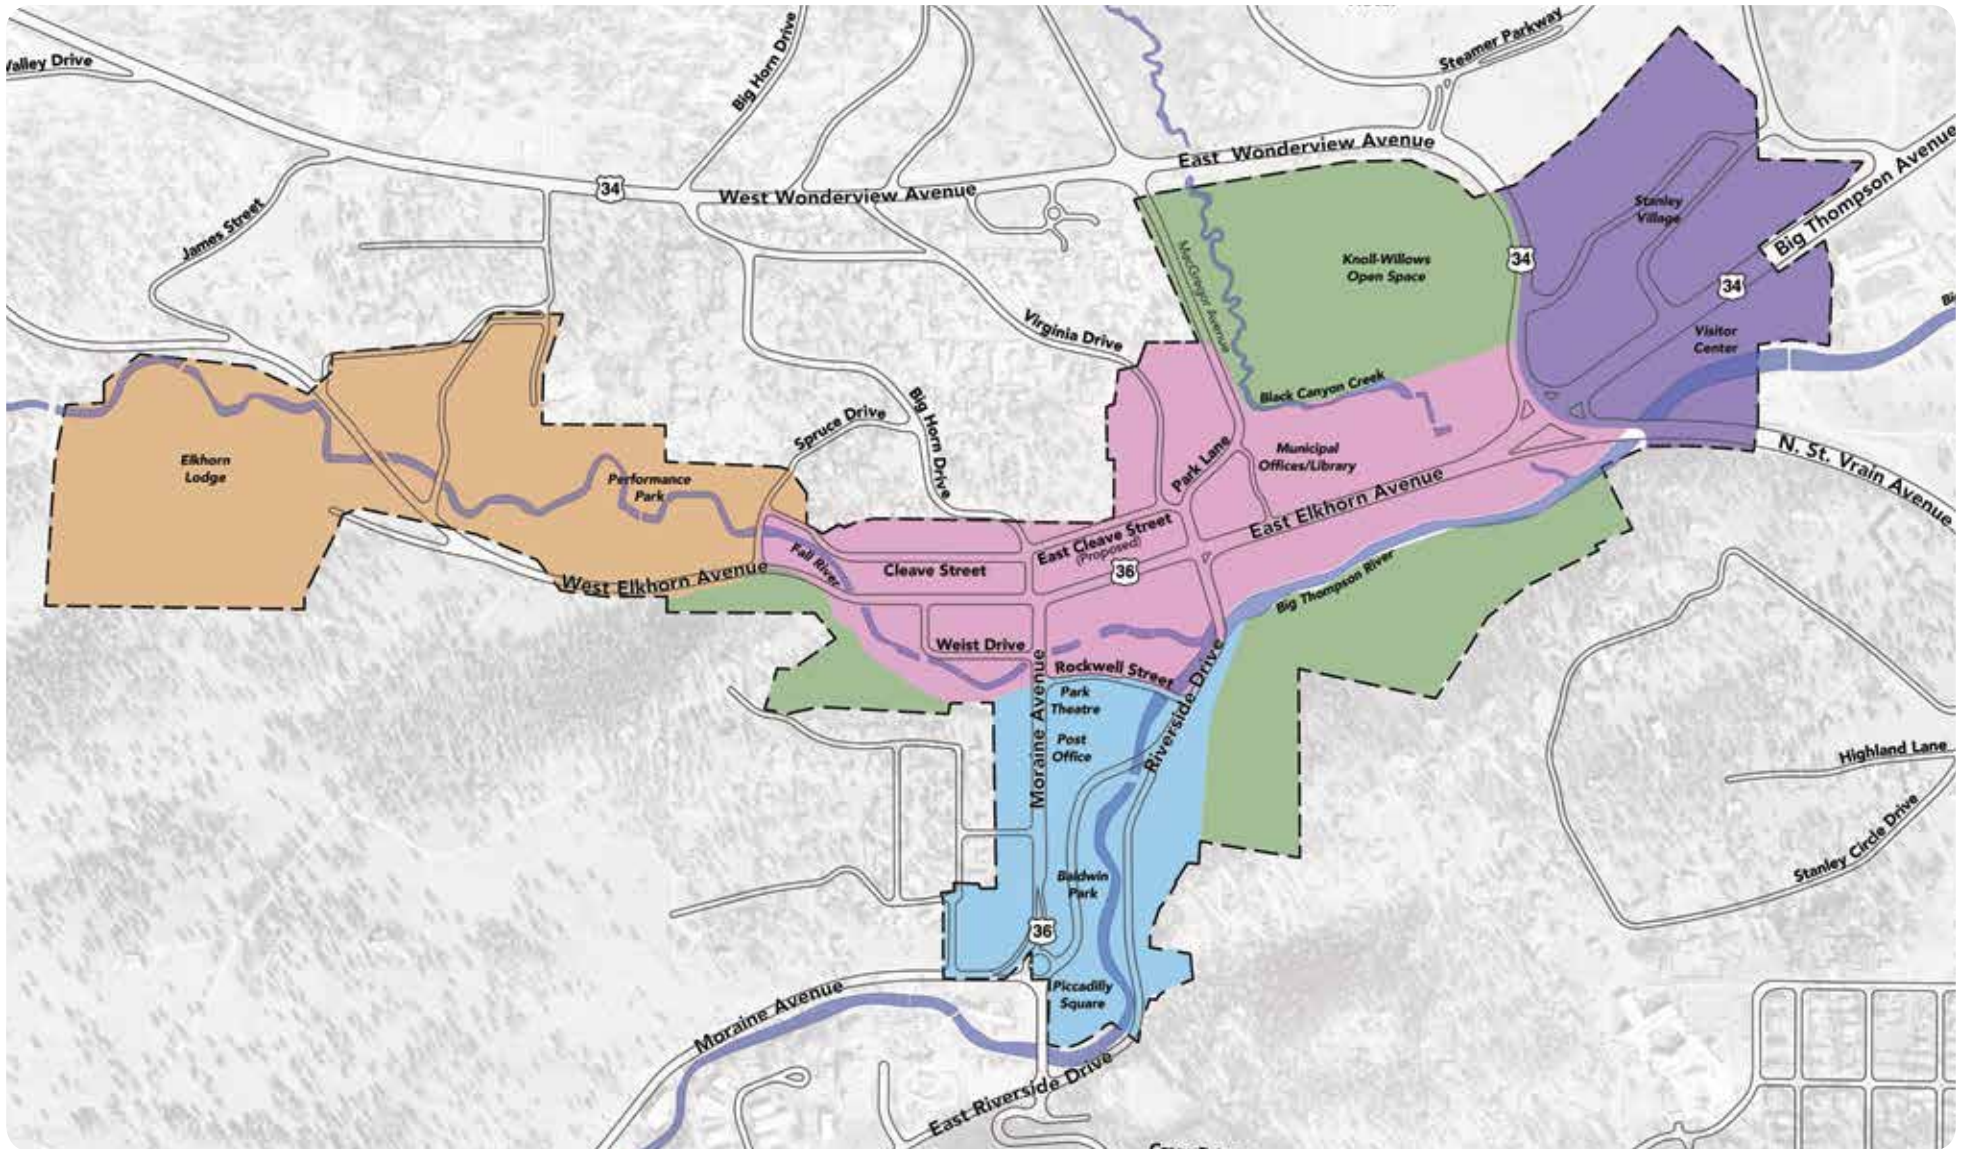 Valley Drive
Big Horn Drive
Steamer Parkway
East Wonderview Avenue
34
West Wonderview Avenue
James Street
Stanley
Village
Big Thompson Avenue
MacGregor Avenue
Knoll-Willows
Open Space
34
34
Virginia Drive
Visitor
Center
Black Canyon Creek
Spruce Drive
Big Horn Drive
Park Lane
Municipal
Offices/Library
N. St. Vrain Avenue
Elkhorn
Lodge
Performance
Park
East Elkhorn Avenue
East Cleave Street
(Proposed)
Fall River
Cleave Street
36
West Elkhorn Avenue
Big Thompson River
Weist Drive
Rockwell Street
Moraine Avenue
Park
Theatre
Riverside Drive
Post
Office
Highland Lane
Stanley Circle Drive
Baldwin
Park
36
Piccadilly
Square
Moraine Avenue
East Riverside Drive